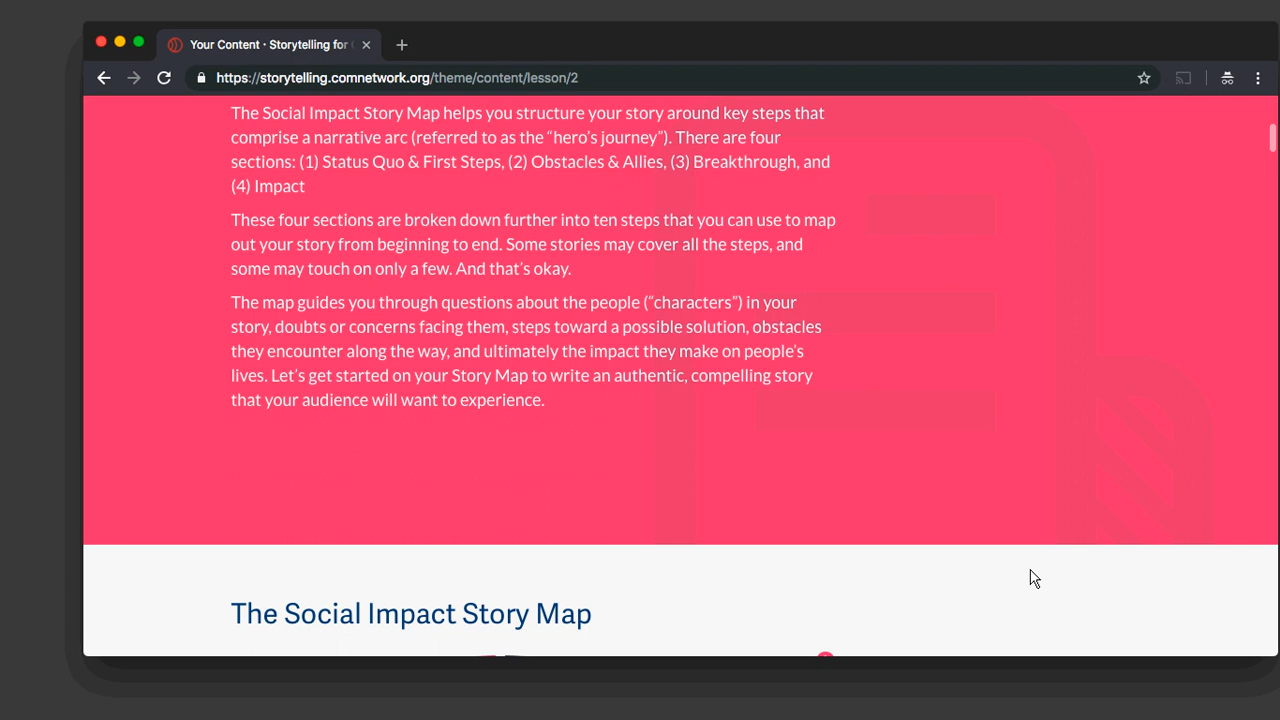 Your Content · Storytelling for
https://storytelling.comnetwork.org/theme/content/lesson/2
The Social Impact Story Map helps you structure your story around key steps that
comprise a narrative arc (referred to as the “hero’s journey”). There are four
sections: (1) Status Quo & First Steps, (2) Obstacles & Allies, (3) Breakthrough, and
(4) Impact
These four sections are broken down further into ten steps that you can use to map
out your story from beginning to end. Some stories may cover all the steps, and
some may touch on only a few. And that’s okay.
The map guides you through questions about the people (“characters”) in your
story, doubts or concerns facing them, steps toward a possible solution, obstacles
they encounter along the way, and ultimately the impact they make on people’s
lives. Let’s get started on your Story Map to write an authentic, compelling story
that your audience will want to experience.
The Social Impact Story Map